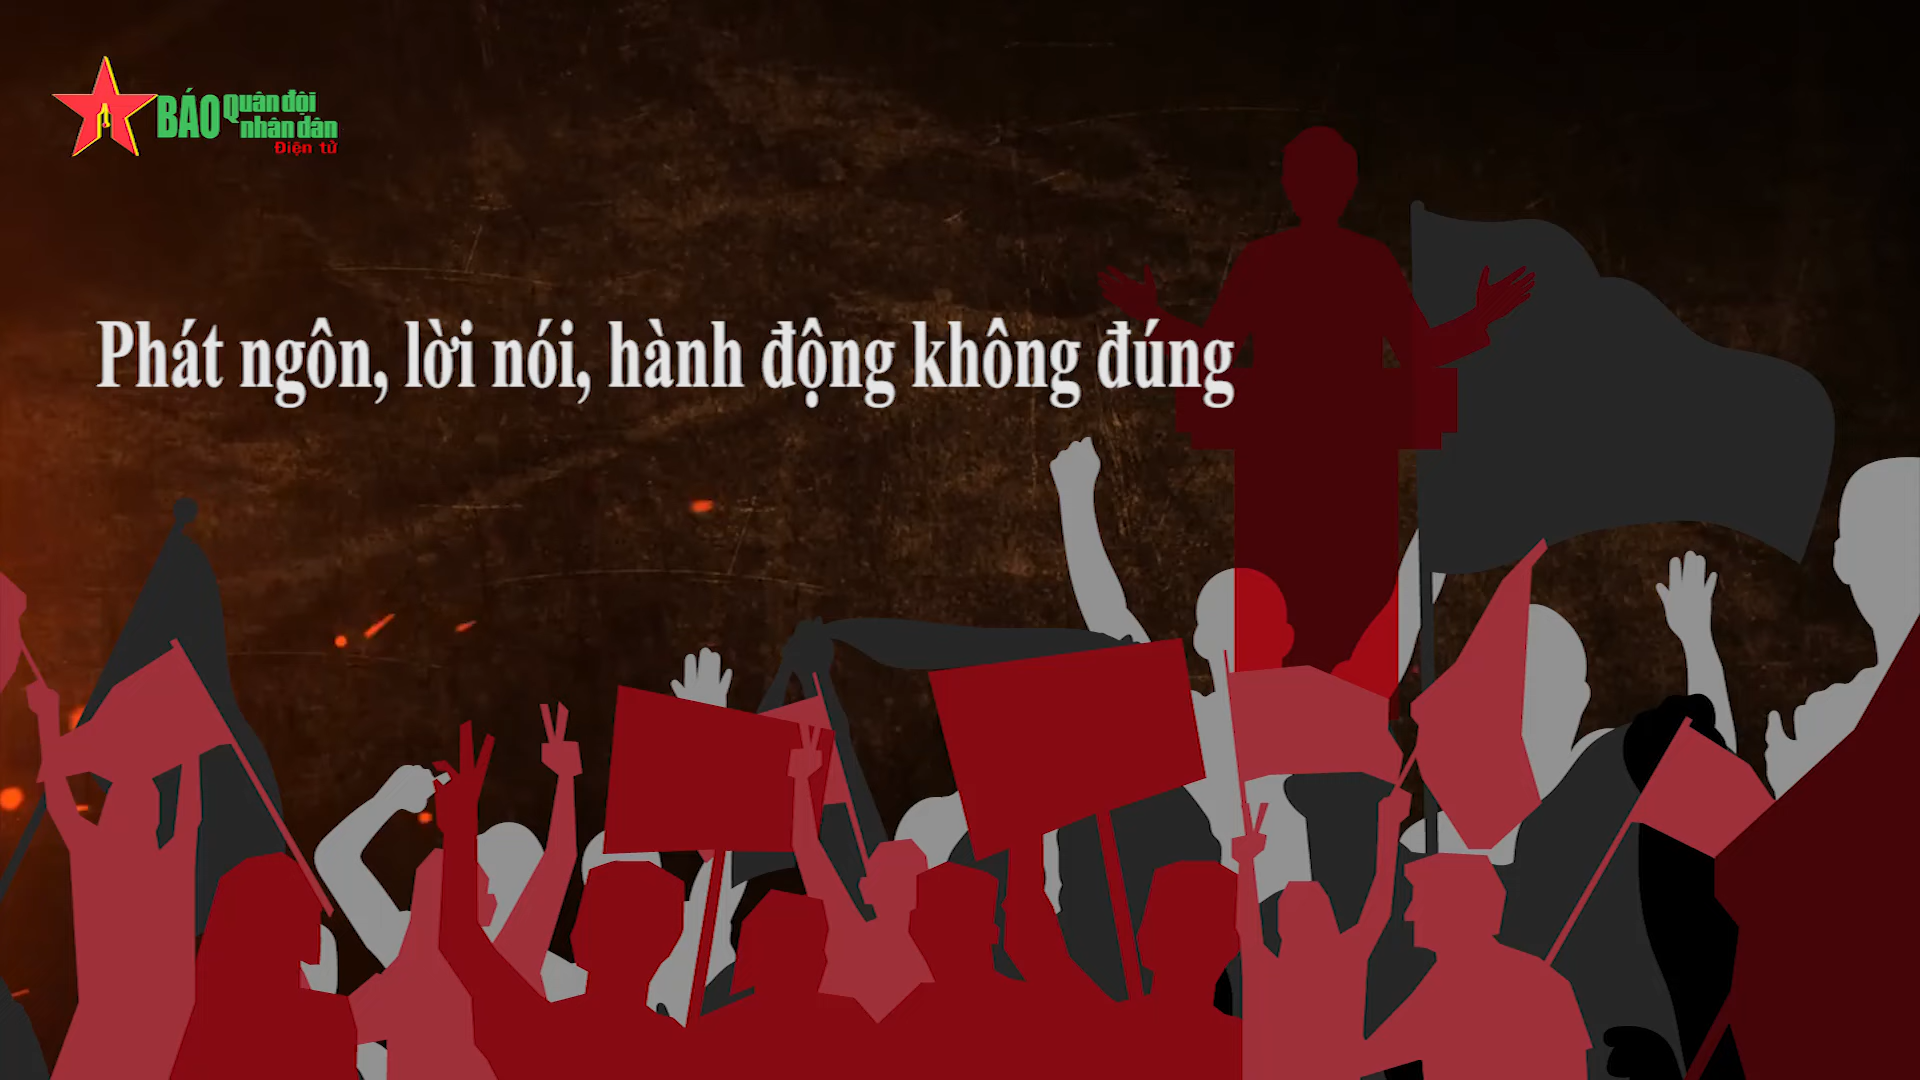 BÁO Quân đội
nhân dân
Điện tử
Phát ngôn, lời nói, hành động không đúng